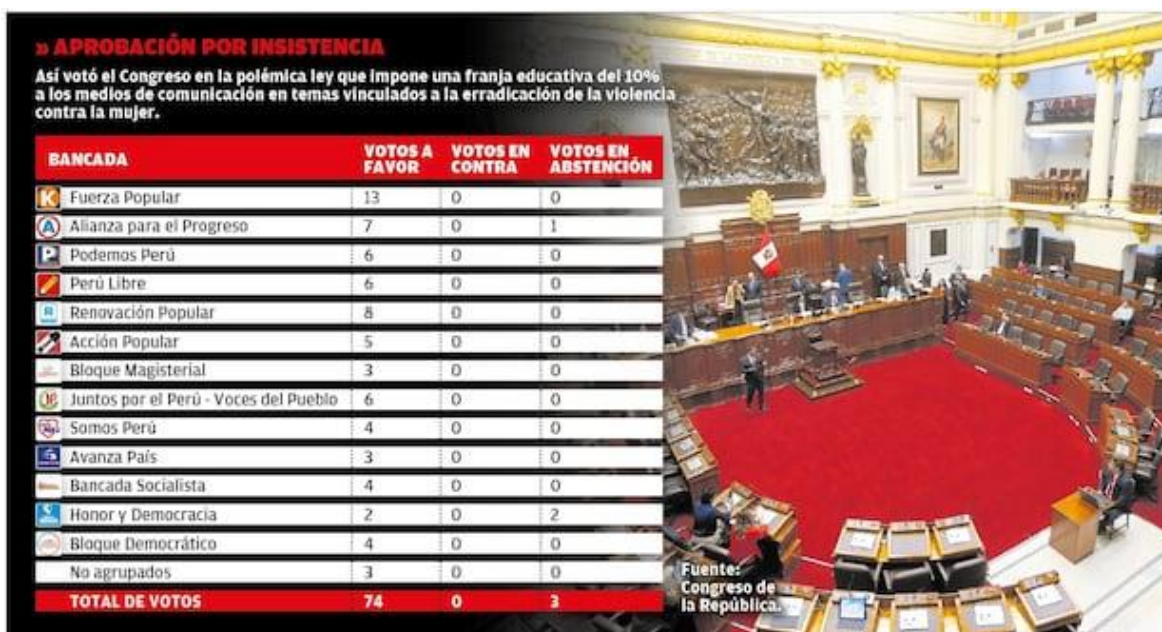 » APROBACIÓN POR INSISTENCIA
Así votó el Congreso en la polémica ley que impone una franja educativa del 10%
a los medios de comunicación en temas vinculados a la erradicación de la violencia
contra la mujer.
BANCADA VOTOS A FAVOR VOTOS EN CONTRA VOTOS EN ABSTENCIÓN
K Fuerza Popular 13 0 0
A Alianza para el Progreso 7 0 1
P Podemos Perú 6 0 0
Perú Libre 6 0 0
R Renovación Popular 8 0 0
Acción Popular 5 0 0
Bloque Magisterial 3 0 0
Juntos por el Perú - Voces del Pueblo 6 0 0
Somos Perú 4 0 0
Avanza País 3 0 0
Bancada Socialista 4 0 0
Honor y Democracia 2 0 2
Bloque Democrático 4 0 0
No agrupados 3 0 0
TOTAL DE VOTOS 74 0 3
Fuente:
Congreso de
la República.